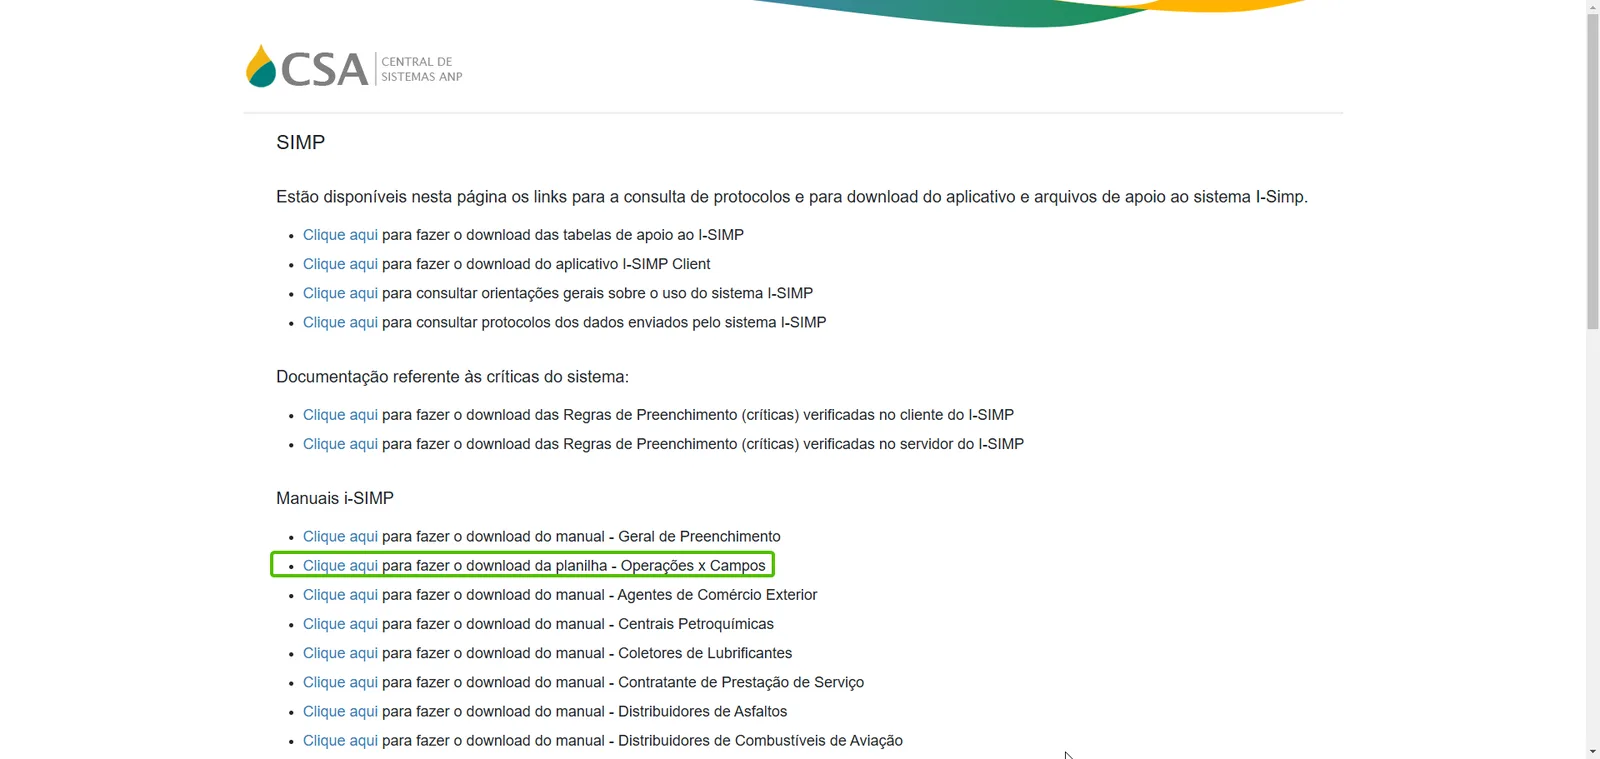 CSA CENTRAL DE
SISTEMAS ANP
SIMP
Estão disponíveis nesta página os links para a consulta de protocolos e para download do aplicativo e arquivos de apoio ao sistema I-Simp.
• Clique aqui para fazer o download das tabelas de apoio ao I-SIMP
• Clique aqui para fazer o download do aplicativo I-SIMP Client
• Clique aqui para consultar orientações gerais sobre o uso do sistema I-SIMP
• Clique aqui para consultar protocolos dos dados enviados pelo sistema I-SIMP
Documentação referente às críticas do sistema:
• Clique aqui para fazer o download das Regras de Preenchimento (críticas) verificadas no cliente do I-SIMP
• Clique aqui para fazer o download das Regras de Preenchimento (críticas) verificadas no servidor do I-SIMP
Manuais i-SIMP
• Clique aqui para fazer o download do manual - Geral de Preenchimento
• Clique aqui para fazer o download da planilha - Operações x Campos
• Clique aqui para fazer o download do manual - Agentes de Comércio Exterior
• Clique aqui para fazer o download do manual - Centrais Petroquímicas
• Clique aqui para fazer o download do manual - Coletores de Lubrificantes
• Clique aqui para fazer o download do manual - Contratante de Prestação de Serviço
• Clique aqui para fazer o download do manual - Distribuidores de Asfaltos
• Clique aqui para fazer o download do manual - Distribuidores de Combustíveis de Aviação